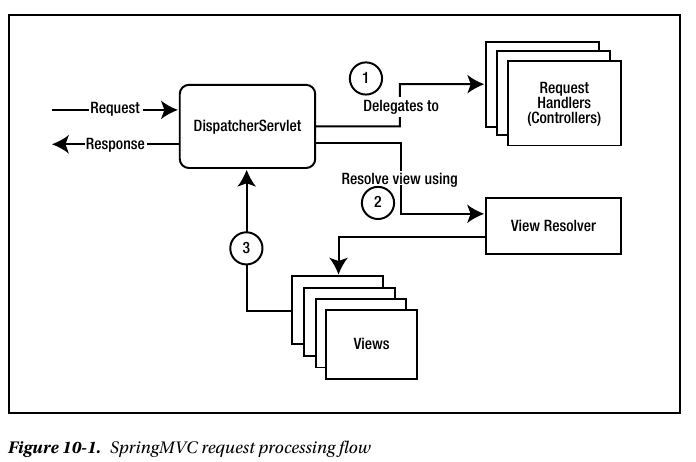 Request
Response
DispatcherServlet
1
Delegates to
Request
Handlers
(Controllers)
Resolve view using
2
View Resolver
3
Views
Figure 10-1. SpringMVC request processing flow